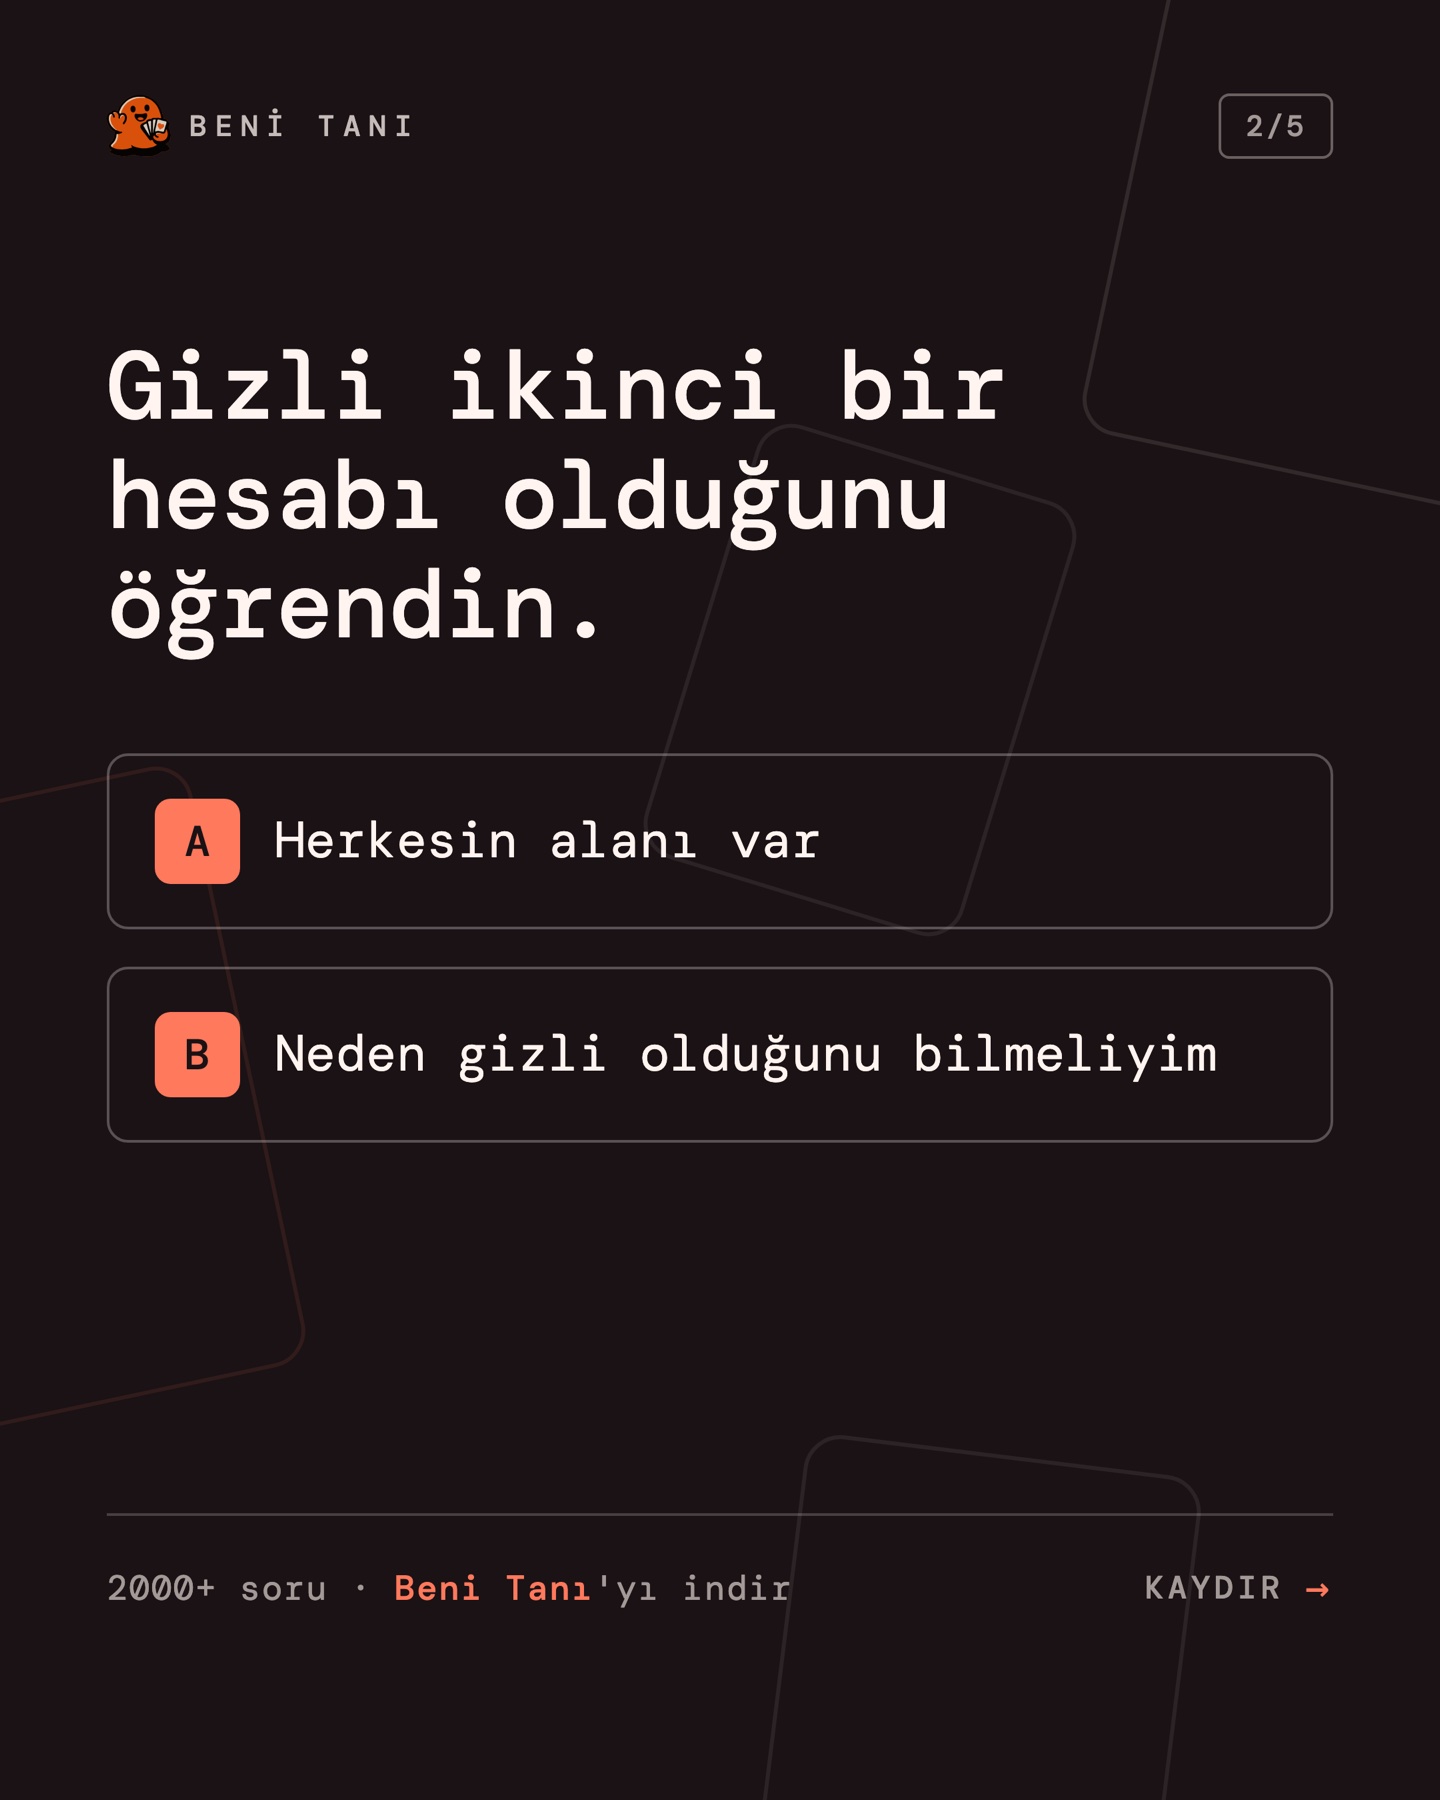 BENİ TANI
2/5
Gizli ikinci bir
hesabı olduğunu
öğrendin.
A Herkesin alanı var
B Neden gizli olduğunu bilmeliyim
2000+ soru · Beni Tanı'yı indir
KAYDIR →